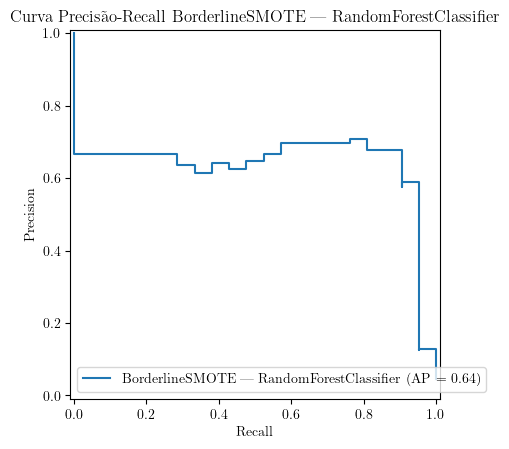 Curva Precisão-Recall BorderlineSMOTE — RandomForestClassifier
1.0
0.8
0.6
0.4
0.2
0.0
Precision
BorderlineSMOTE — RandomForestClassifier (AP = 0.64)
0.0 0.2 0.4 0.6 0.8 1.0
Recall